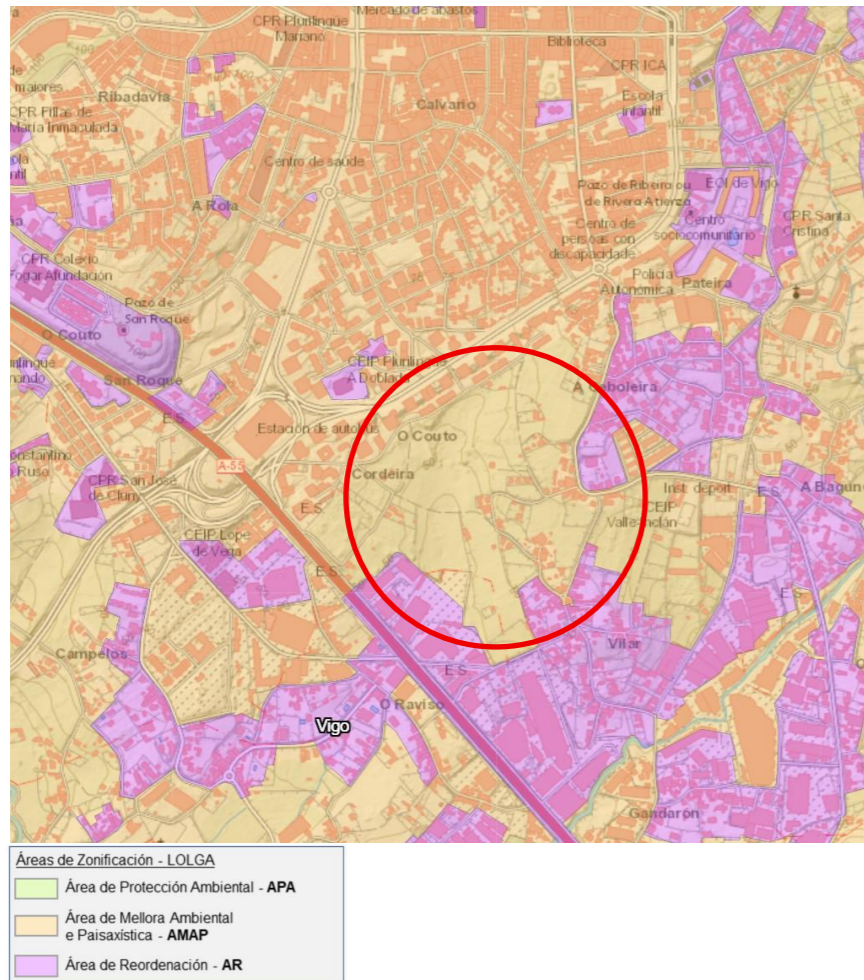 Mercado de abastos
CPR Plurilingüe
Mariano
Biblioteca
CPR ICA
de
maiores
Ribadavia
Calvario
Escola
infantil
CPR Fillas de
María Inmaculada
Centro de saúde
Pazo de Ribeira ou
de Rivera Atienza
EOI de Vigo
A Rola
Centro
sociocomunitario
CPR Santa
Cristina
Centro de
persoas con
discapacidade
CPR Colexio
Fogar Afundación
Policía
Autonómica
Pateira
Pazo de
San Roque
O Couto
San Roque
CEIP Plurilingüe
A Doblada
A Ceboleira
E.S.
Estación de autobús
O Couto
A-55
Cordeira
CPR San José
de Cluny
Inst. deport.
E.S.
E.S.
CEIP
Valle-Inclán
CEIP Lope
de Vega
E.S.
E.S.
Campelos
Vilar
E.S.
O Raviso
Vigo
Gandarón
Áreas de Zonificación - LOLGA
Área de Protección Ambiental - APA
Área de Mellora Ambiental
e Paisaxística - AMAP
Área de Reordenación - AR